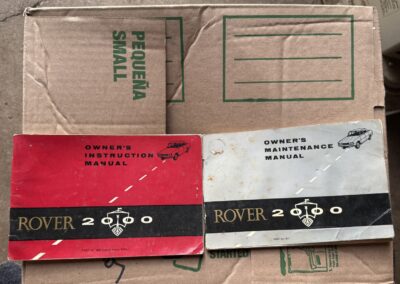 PEQUEÑA
SMALL
OWNER'S
INSTRUCTION
MANUAL
ROVER 2000
OWNER'S
MAINTENANCE
MANUAL
ROVER 2000
STARTED